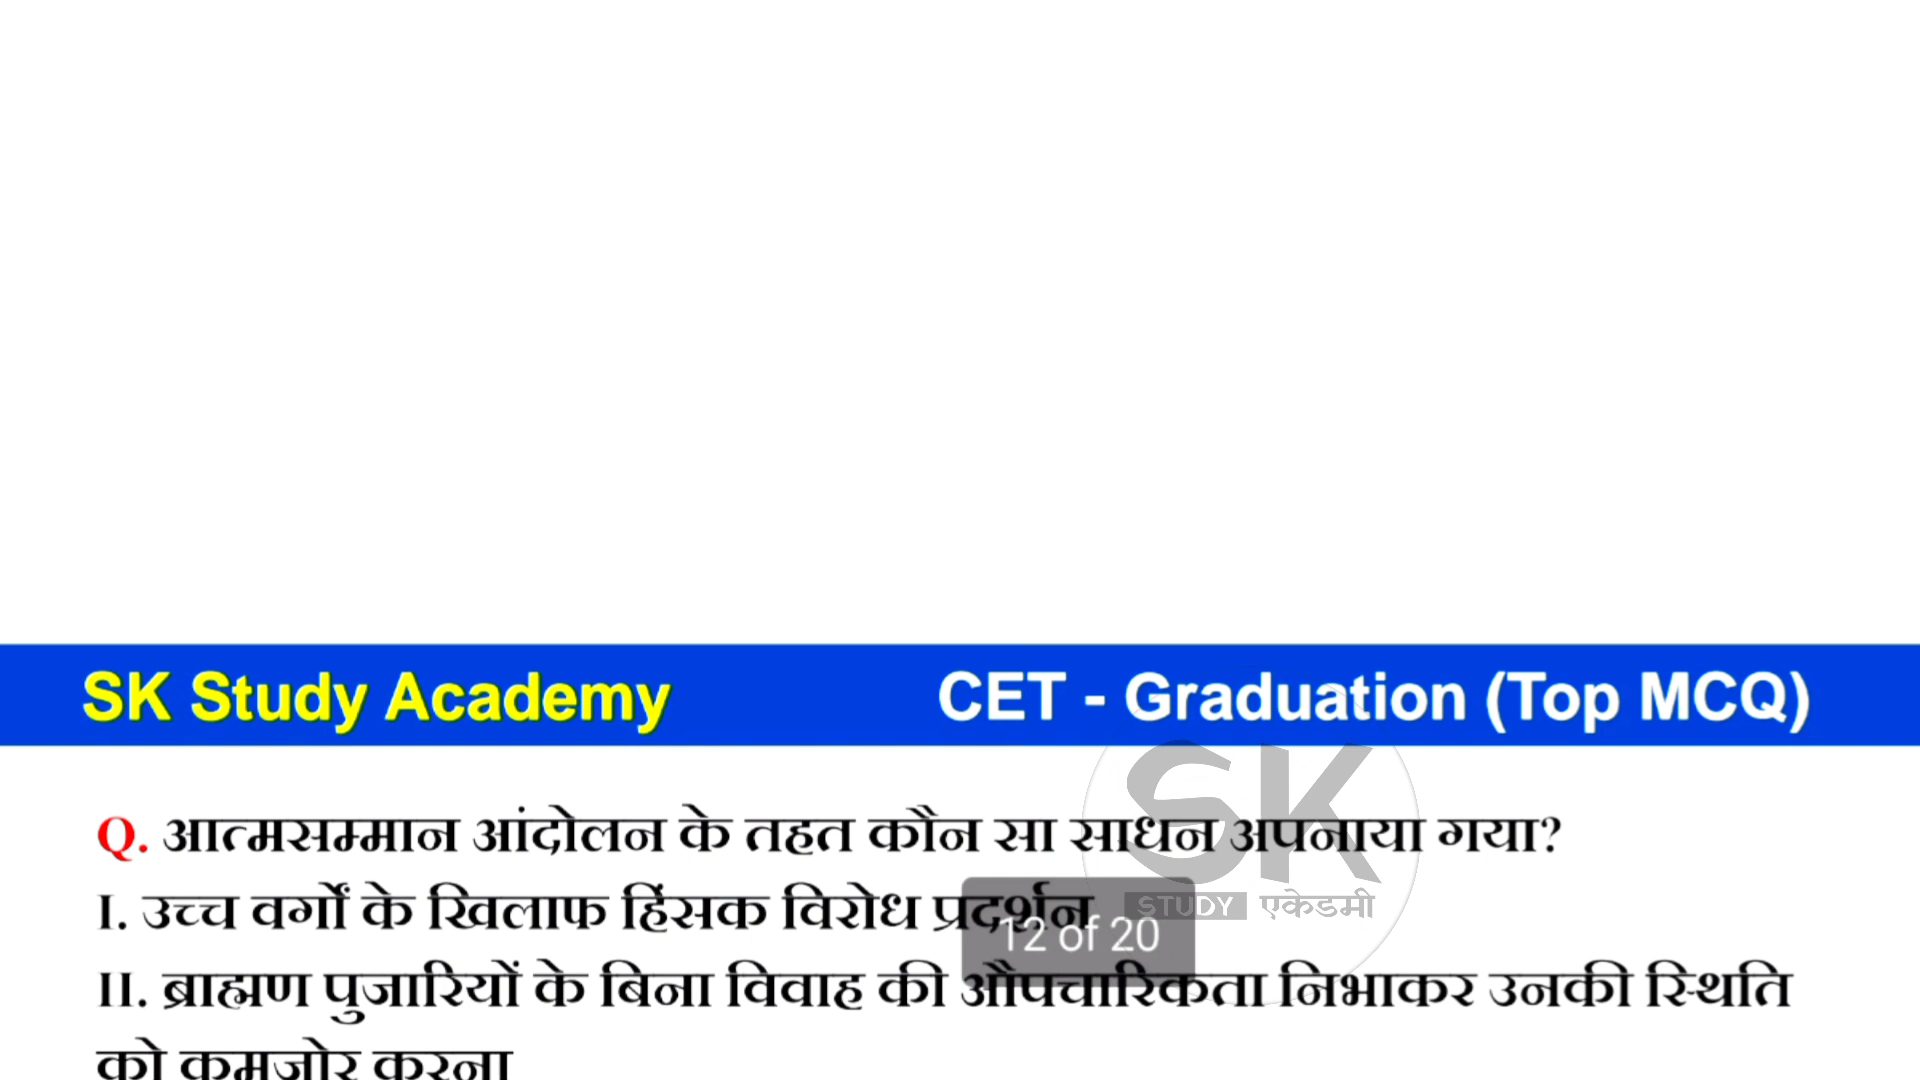 SK Study Academy CET - Graduation (Top MCQ)
Q. आत्मसम्मान आंदोलन के तहत कौन सा साधन अपनाया गया?
I. उच्च वर्गों के खिलाफ हिंसक विरोध प्रदर्शन
SK
STUDY एकेडमी
12 of 20
II. ब्राह्मण पुजारियों के बिना विवाह की औपचारिकता निभाकर उनकी स्थिति
को कमजोर करना